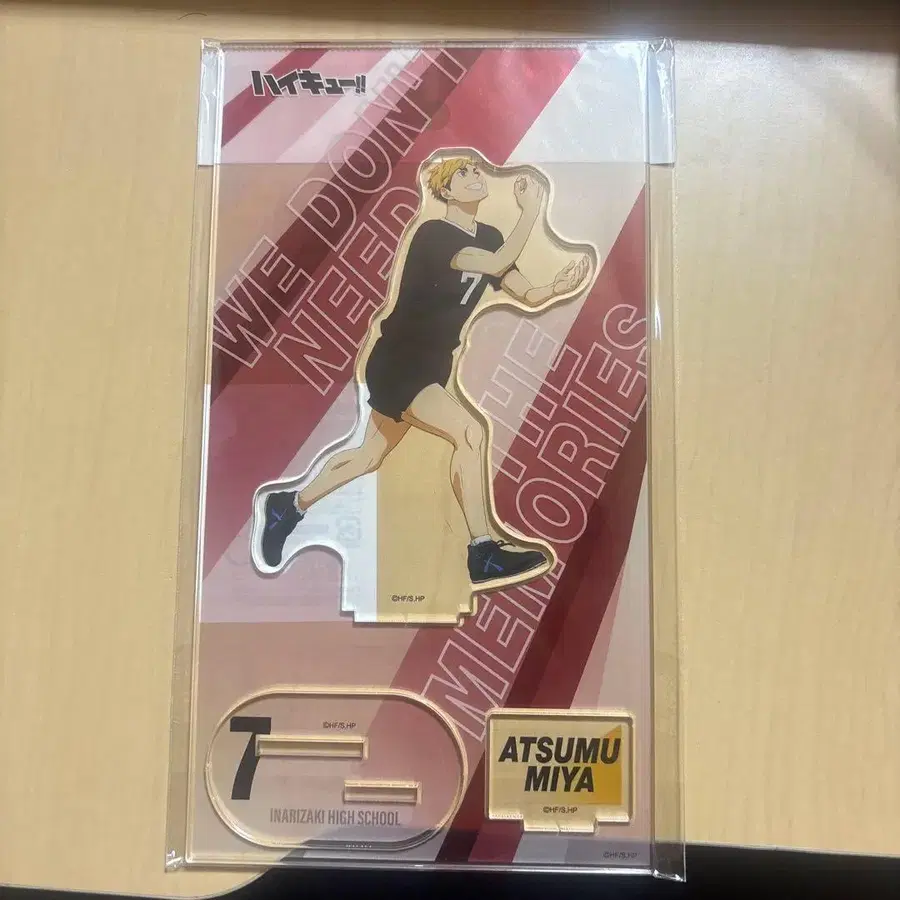 ハイキュー!!
WE DON'T
NEED
THE
MEMORIES
7
©HF/S.HP
7
©HF/S.HP
INARIZAKI HIGH SCHOOL
ATSUMU
MIYA
©HF/S.HP
©HF/S.HP